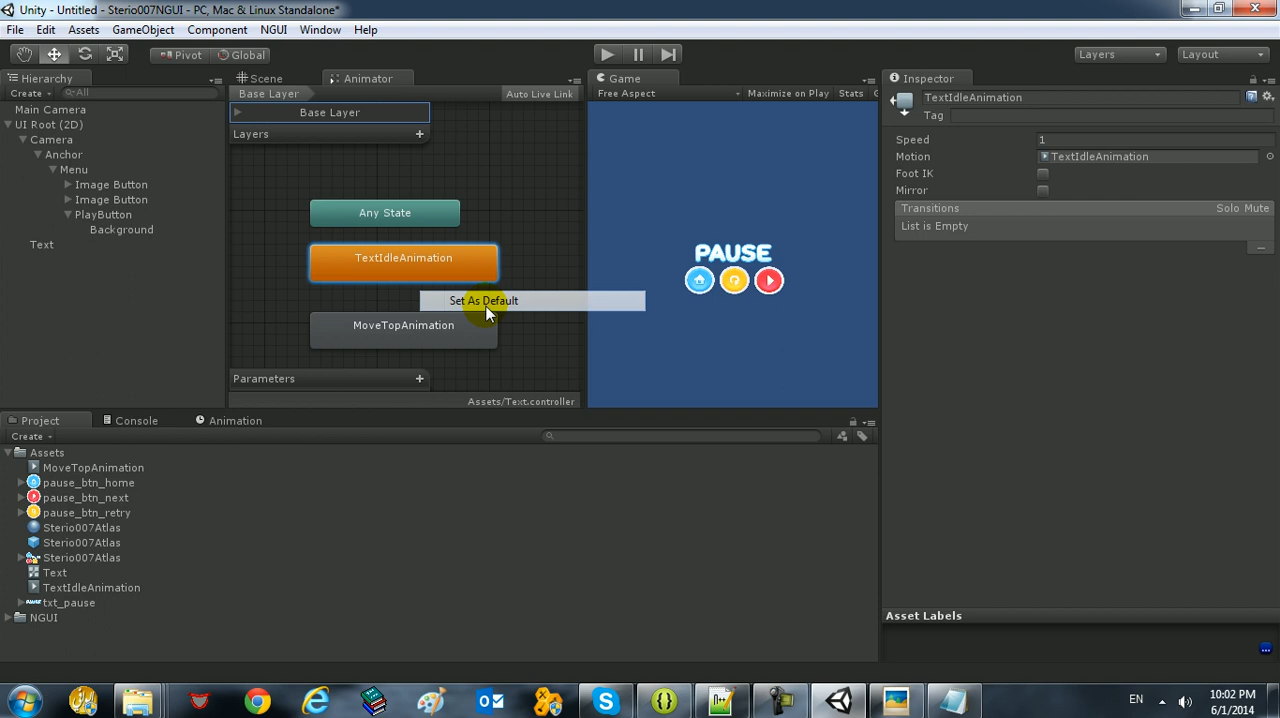 Unity - Untitled - Sterio007NGUI - PC, Mac & Linux Standalone*
File Edit Assets GameObject Component NGUI Window Help
Pivot Global Layers Layout
Hierarchy
Create All
Main Camera
UI Root (2D)
Camera
Anchor
Menu
Image Button
Image Button
PlayButton
Background
Text
Scene Animator
Base Layer Auto Live Link
Base Layer
Layers +
Any State
TextIdleAnimation
Set As Default
MoveTopAnimation
Parameters +
Assets/Text.controller
Game
Free Aspect Maximize on Play Stats G
PAUSE
Inspector
TextIdleAnimation
Tag
Speed 1
Motion TextIdleAnimation
Foot IK
Mirror
Transitions Solo Mute
List is Empty
Asset Labels
Project Console Animation
Create
Assets
MoveTopAnimation
pause_btn_home
pause_btn_next
pause_btn_retry
Sterio007Atlas
Sterio007Atlas
Sterio007Atlas
Text
TextIdleAnimation
txt_pause
NGUI
EN 10:02 PM
6/1/2014